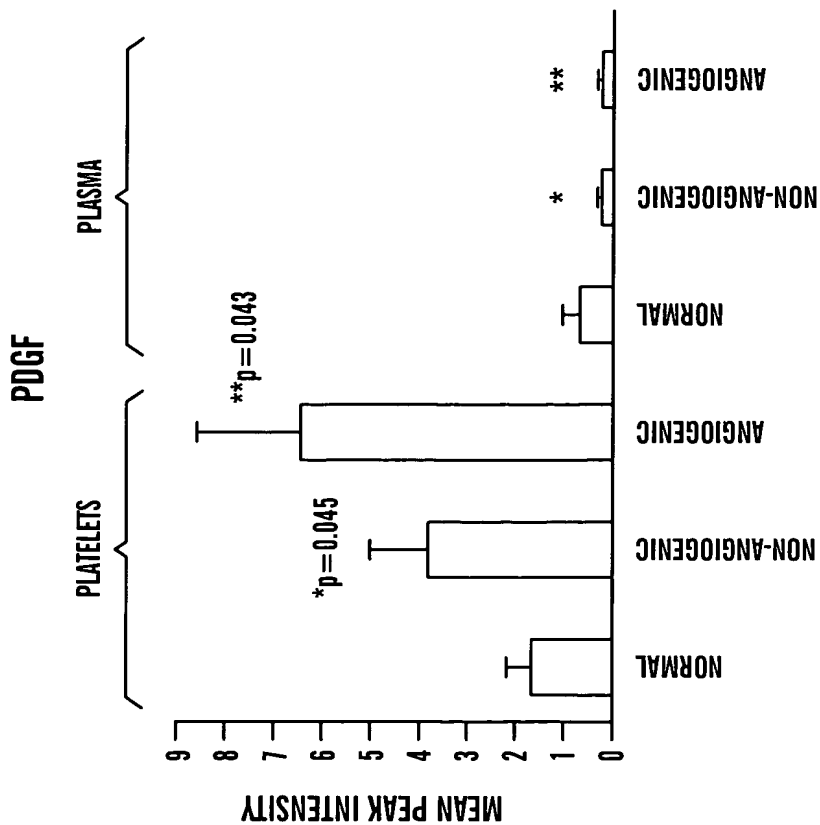 PDGF
PLATELETS
PLASMA
**p=0.043
*p=0.045
*
**
MEAN PEAK INTENSITY
9
8
7
6
5
4
3
2
1
0
NORMAL
NON-ANGIOGENIC
ANGIOGENIC
NORMAL
NON-ANGIOGENIC
ANGIOGENIC